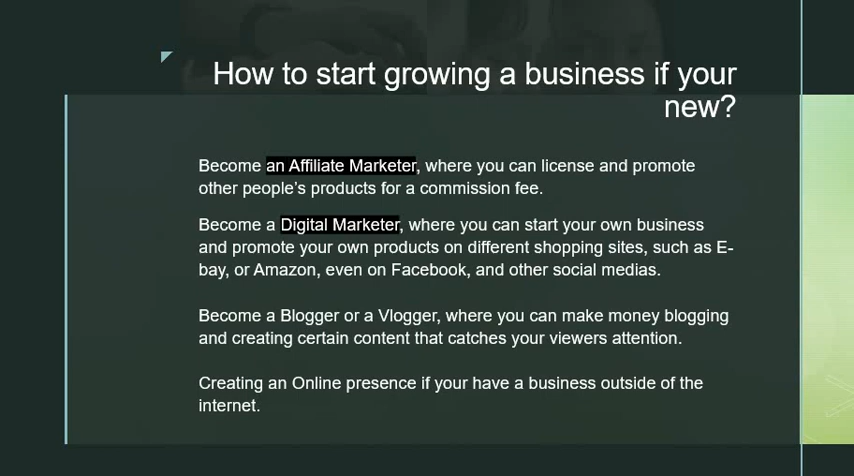 How to start growing a business if your
new?
Become an Affiliate Marketer, where you can license and promote
other people’s products for a commission fee.
Become a Digital Marketer, where you can start your own business
and promote your own products on different shopping sites, such as E-
bay, or Amazon, even on Facebook, and other social medias.
Become a Blogger or a Vlogger, where you can make money blogging
and creating certain content that catches your viewers attention.
Creating an Online presence if your have a business outside of the
internet.